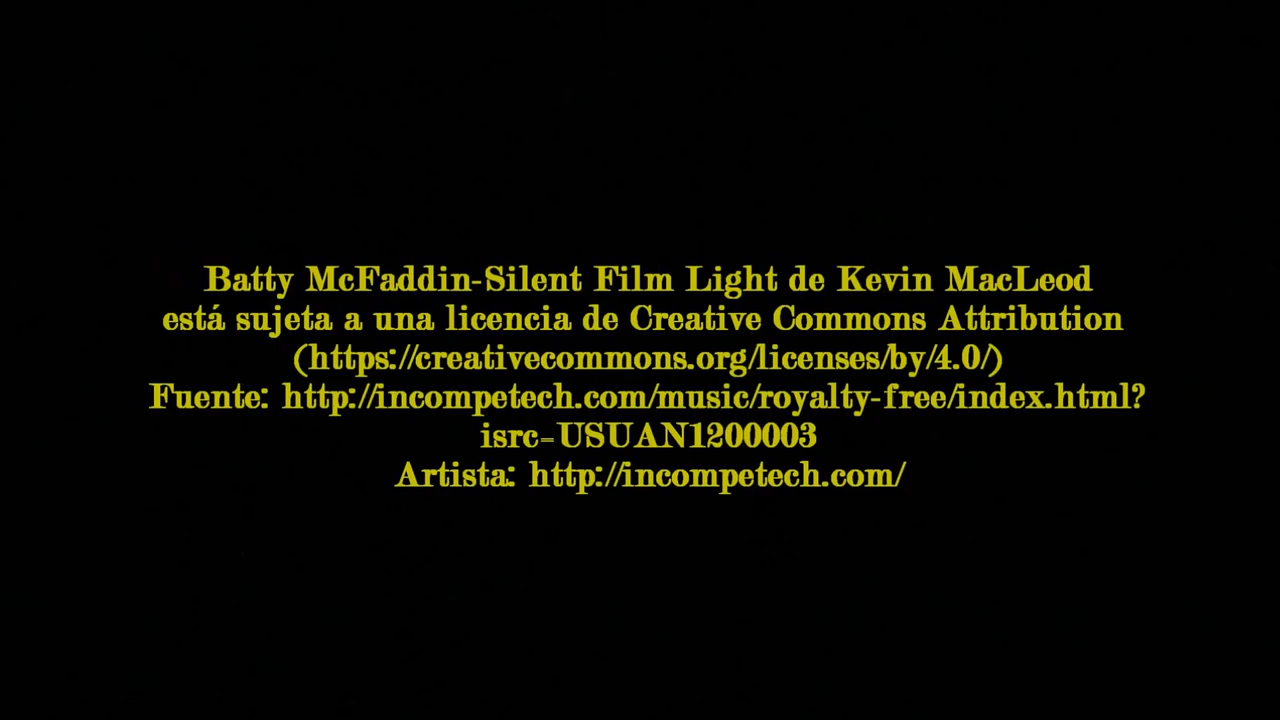 Batty McFaddin-Silent Film Light de Kevin MacLeod
está sujeta a una licencia de Creative Commons Attribution
(https://creativecommons.org/licenses/by/4.0/)
Fuente: http://incompetech.com/music/royalty-free/index.html?
isrc=USUAN1200003
Artista: http://incompetech.com/